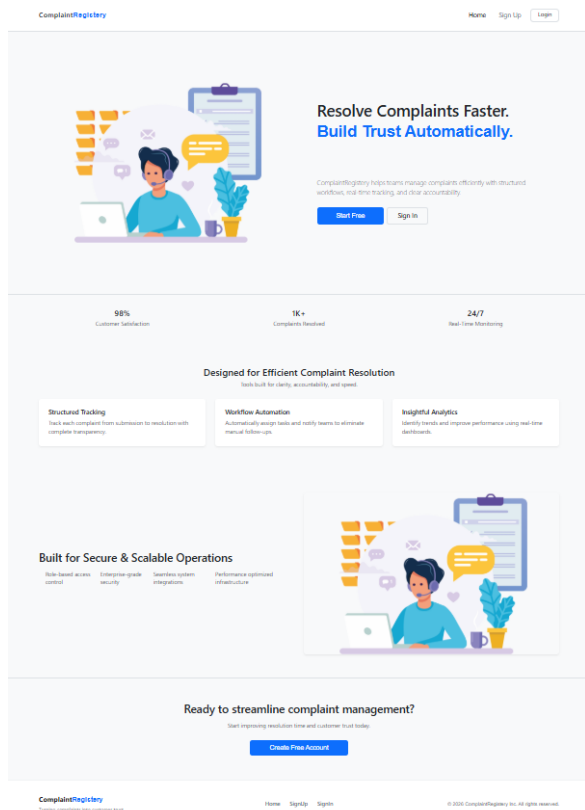 ComplaintRegistery
Home Sign Up Login
Resolve Complaints Faster.
Build Trust Automatically.
ComplaintRegistery helps teams manage complaints efficiently with structured
workflows, real-time tracking, and clear accountability.
Start Free Sign In
98%
Customer Satisfaction
1K+
Complaints Resolved
24/7
Real-Time Monitoring
Designed for Efficient Complaint Resolution
Tools built for clarity, accountability, and speed.
Structured Tracking
Track each complaint from submission to resolution with
complete transparency.
Workflow Automation
Automatically assign tasks and notify teams to eliminate
manual follow-ups.
Insightful Analytics
Identify trends and improve performance using real-time
dashboards.
Built for Secure & Scalable Operations
Role-based access
control
Enterprise-grade
security
Seamless system
integrations
Performance optimized
infrastructure
Ready to streamline complaint management?
Start improving resolution time and customer trust today.
Create Free Account
ComplaintRegistery
Home SignUp SignIn
© 2026 ComplaintRegistery Inc. All rights reserved.